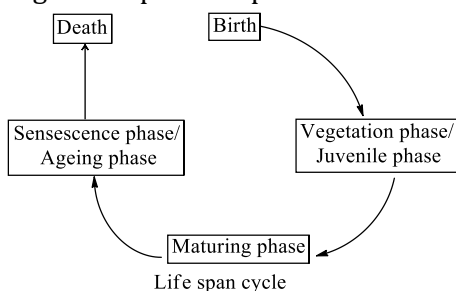 Death
Birth
Sensescence phase/
Ageing phase
Vegetation phase/
Juvenile phase
Maturing phase
Life span cycle